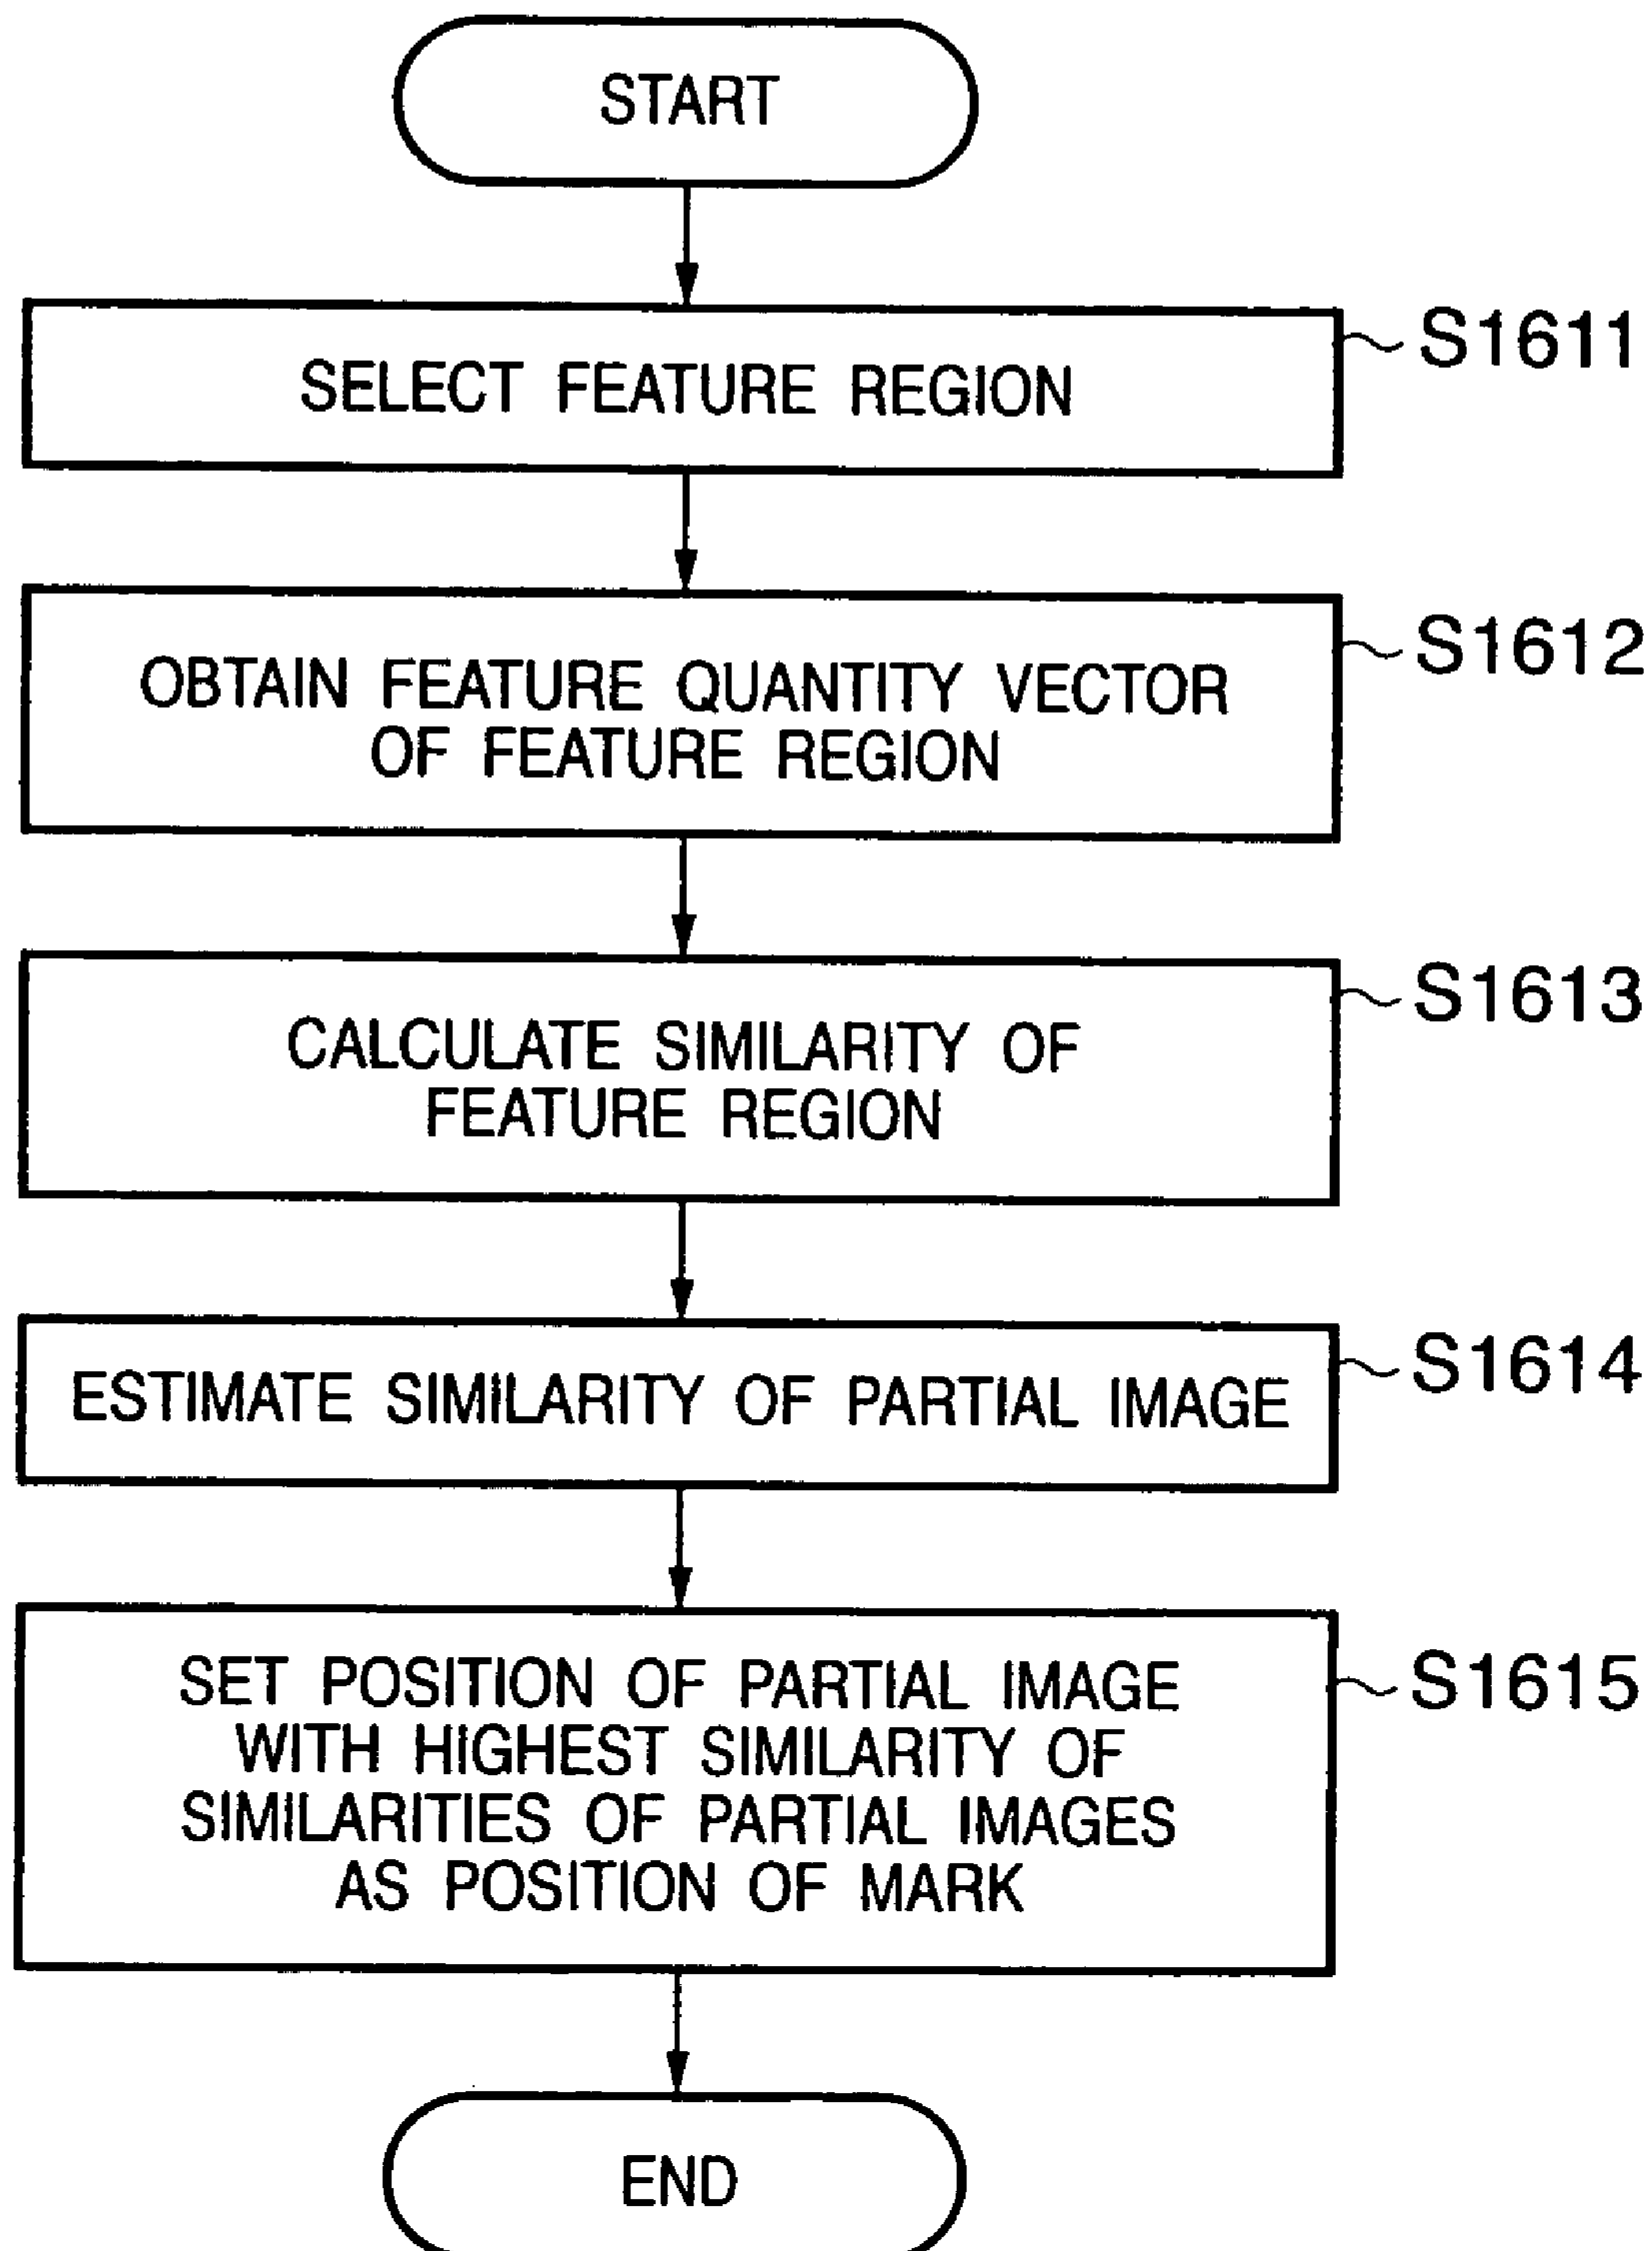 START
SELECT FEATURE REGION
S1611
OBTAIN FEATURE QUANTITY VECTOR
OF FEATURE REGION
S1612
CALCULATE SIMILARITY OF
FEATURE REGION
S1613
ESTIMATE SIMILARITY OF PARTIAL IMAGE
S1614
SET POSITION OF PARTIAL IMAGE
WITH HIGHEST SIMILARITY OF
SIMILARITIES OF PARTIAL IMAGES
AS POSITION OF MARK
S1615
END